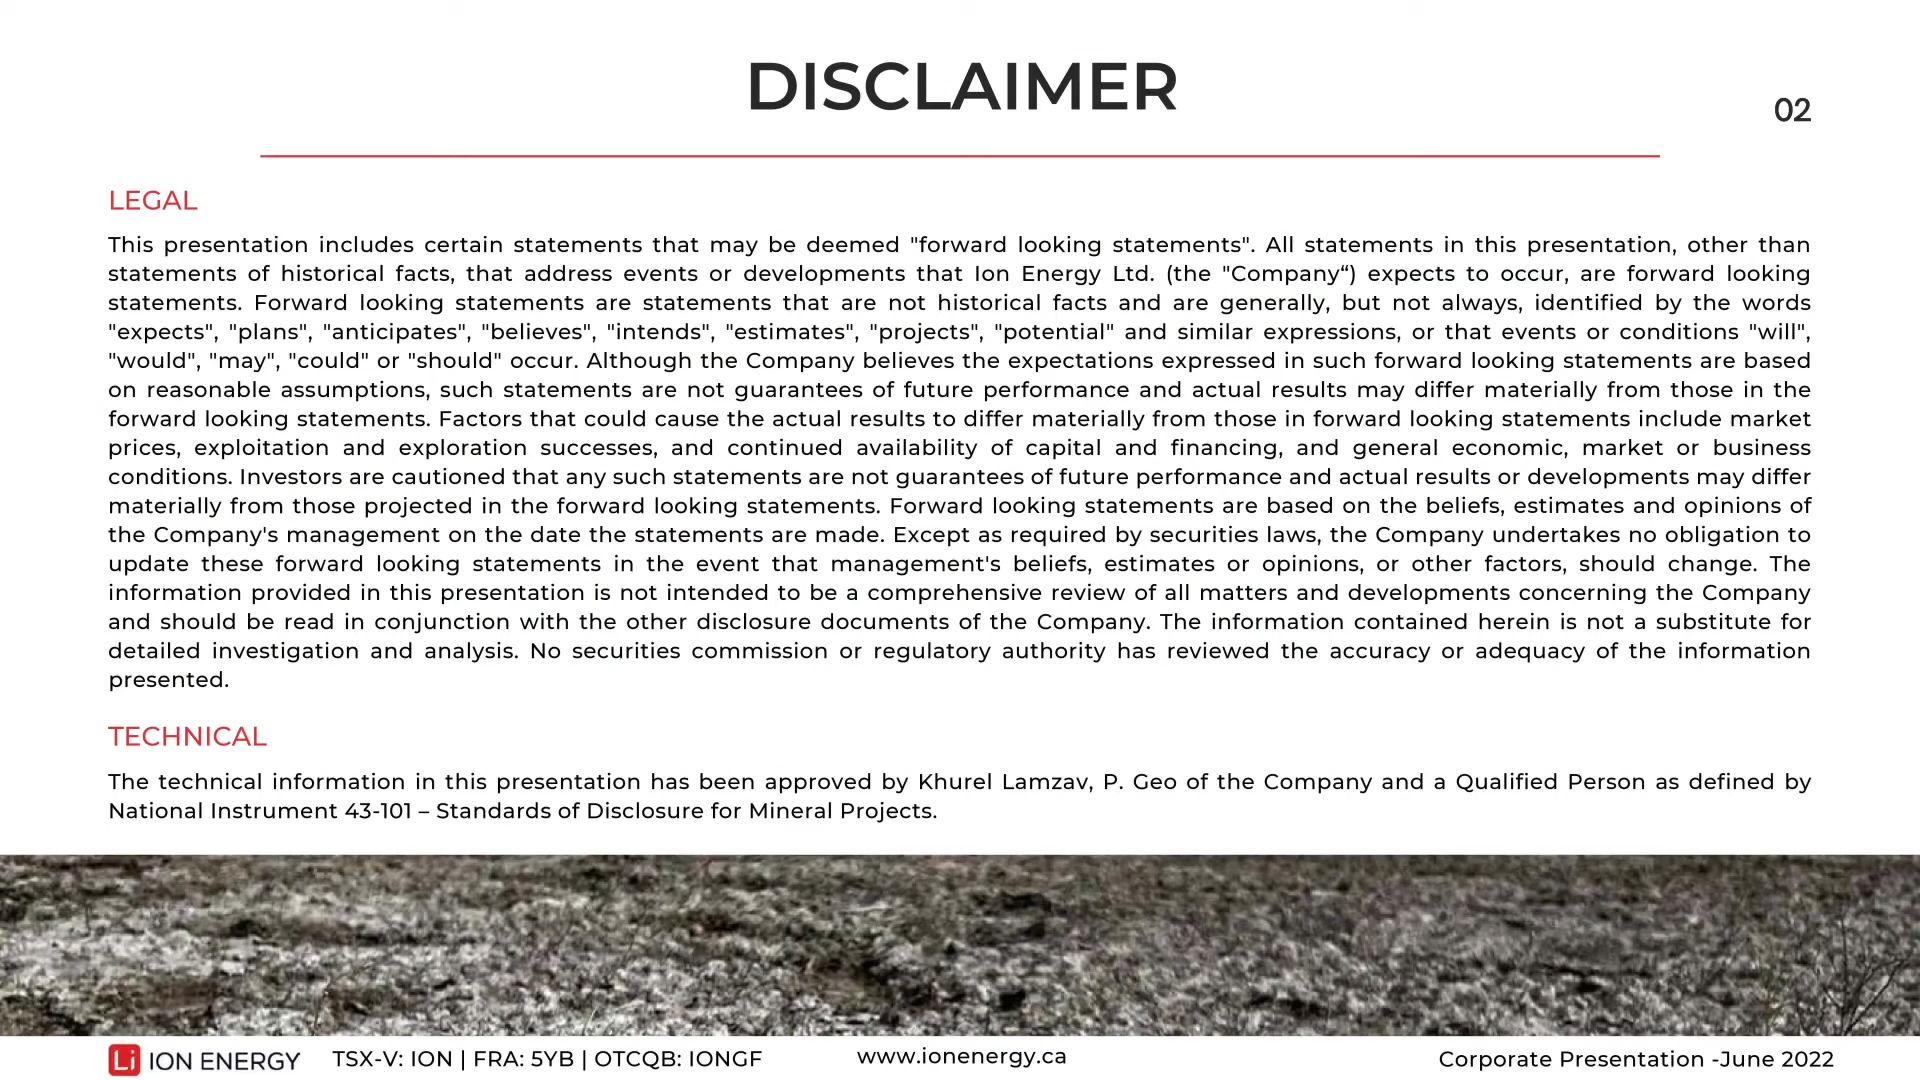 DISCLAIMER
02
LEGAL
This presentation includes certain statements that may be deemed "forward looking statements". All statements in this presentation, other than
statements of historical facts, that address events or developments that Ion Energy Ltd. (the "Company“) expects to occur, are forward looking
statements. Forward looking statements are statements that are not historical facts and are generally, but not always, identified by the words
"expects", "plans", "anticipates", "believes", "intends", "estimates", "projects", "potential" and similar expressions, or that events or conditions "will",
"would", "may", "could" or "should" occur. Although the Company believes the expectations expressed in such forward looking statements are based
on reasonable assumptions, such statements are not guarantees of future performance and actual results may differ materially from those in the
forward looking statements. Factors that could cause the actual results to differ materially from those in forward looking statements include market
prices, exploitation and exploration successes, and continued availability of capital and financing, and general economic, market or business
conditions. Investors are cautioned that any such statements are not guarantees of future performance and actual results or developments may differ
materially from those projected in the forward looking statements. Forward looking statements are based on the beliefs, estimates and opinions of
the Company's management on the date the statements are made. Except as required by securities laws, the Company undertakes no obligation to
update these forward looking statements in the event that management's beliefs, estimates or opinions, or other factors, should change. The
information provided in this presentation is not intended to be a comprehensive review of all matters and developments concerning the Company
and should be read in conjunction with the other disclosure documents of the Company. The information contained herein is not a substitute for
detailed investigation and analysis. No securities commission or regulatory authority has reviewed the accuracy or adequacy of the information
presented.
TECHNICAL
The technical information in this presentation has been approved by Khurel Lamzav, P. Geo of the Company and a Qualified Person as defined by
National Instrument 43-101 – Standards of Disclosure for Mineral Projects.
Li ION ENERGY
TSX-V: ION | FRA: 5YB | OTCQB: IONGF
www.ionenergy.ca
Corporate Presentation -June 2022